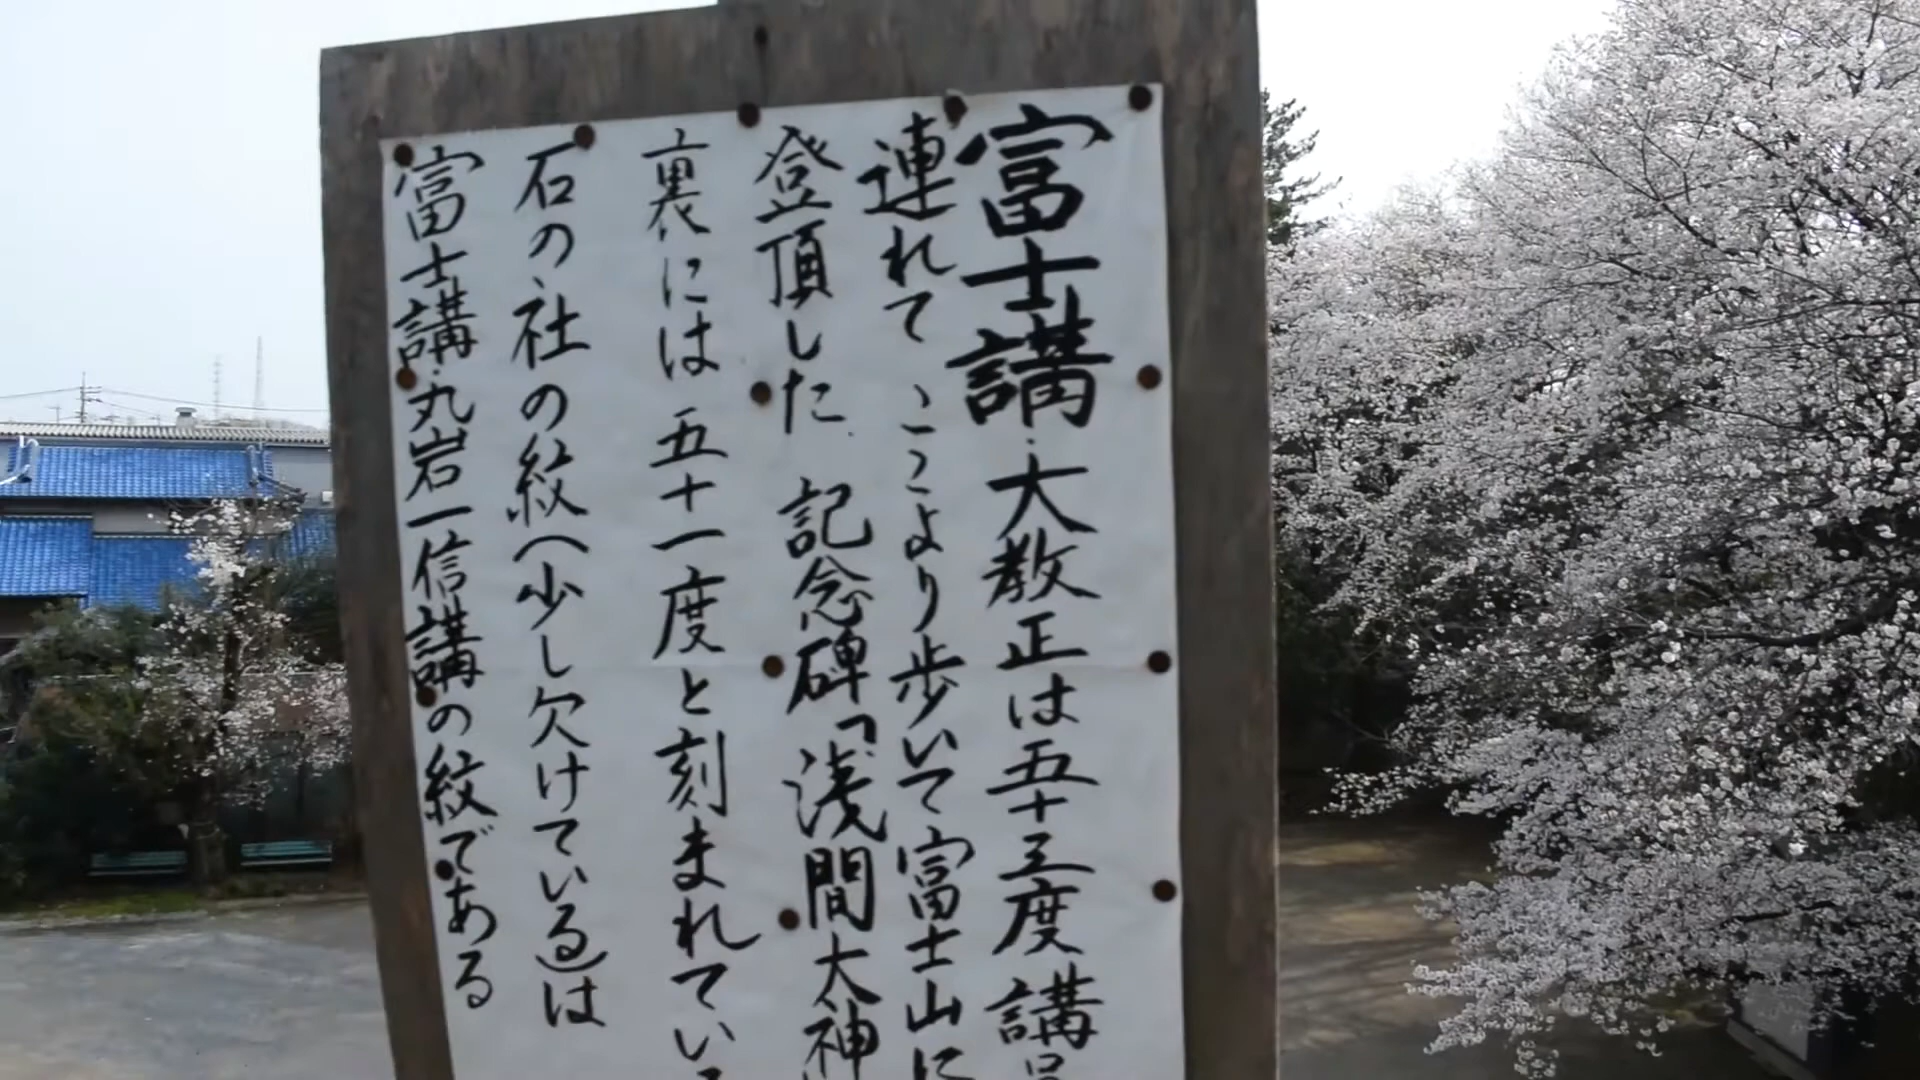 富士講・大教正は五十三度講
連れて ここより歩いて富士山に
登頂した 記念碑「浅間大神
裏には五十一度と刻まれてい
石の社の紋(少し欠けている)は
富士講・丸岩一信講の紋である